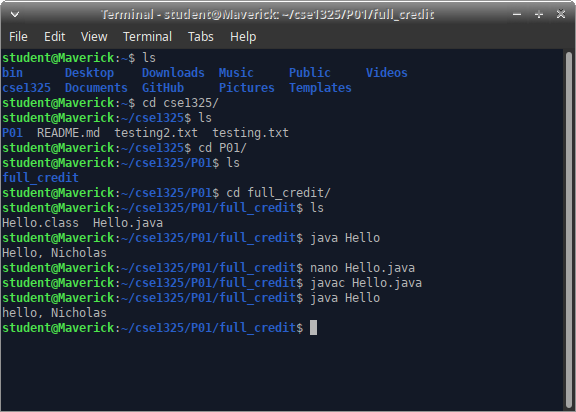 Terminal - student@Maverick: ~/cse1325/P01/full_credit
File Edit View Terminal Tabs Help
student@Maverick:~$ ls
bin Desktop Downloads Music Public Videos
cse1325 Documents GitHub Pictures Templates
student@Maverick:~$ cd cse1325/
student@Maverick:~/cse1325$ ls
P01 README.md testing2.txt testing.txt
student@Maverick:~/cse1325$ cd P01/
student@Maverick:~/cse1325/P01$ ls
full_credit
student@Maverick:~/cse1325/P01$ cd full_credit/
student@Maverick:~/cse1325/P01/full_credit$ ls
Hello.class Hello.java
student@Maverick:~/cse1325/P01/full_credit$ java Hello
Hello, Nicholas
student@Maverick:~/cse1325/P01/full_credit$ nano Hello.java
student@Maverick:~/cse1325/P01/full_credit$ javac Hello.java
student@Maverick:~/cse1325/P01/full_credit$ java Hello
hello, Nicholas
student@Maverick:~/cse1325/P01/full_credit$